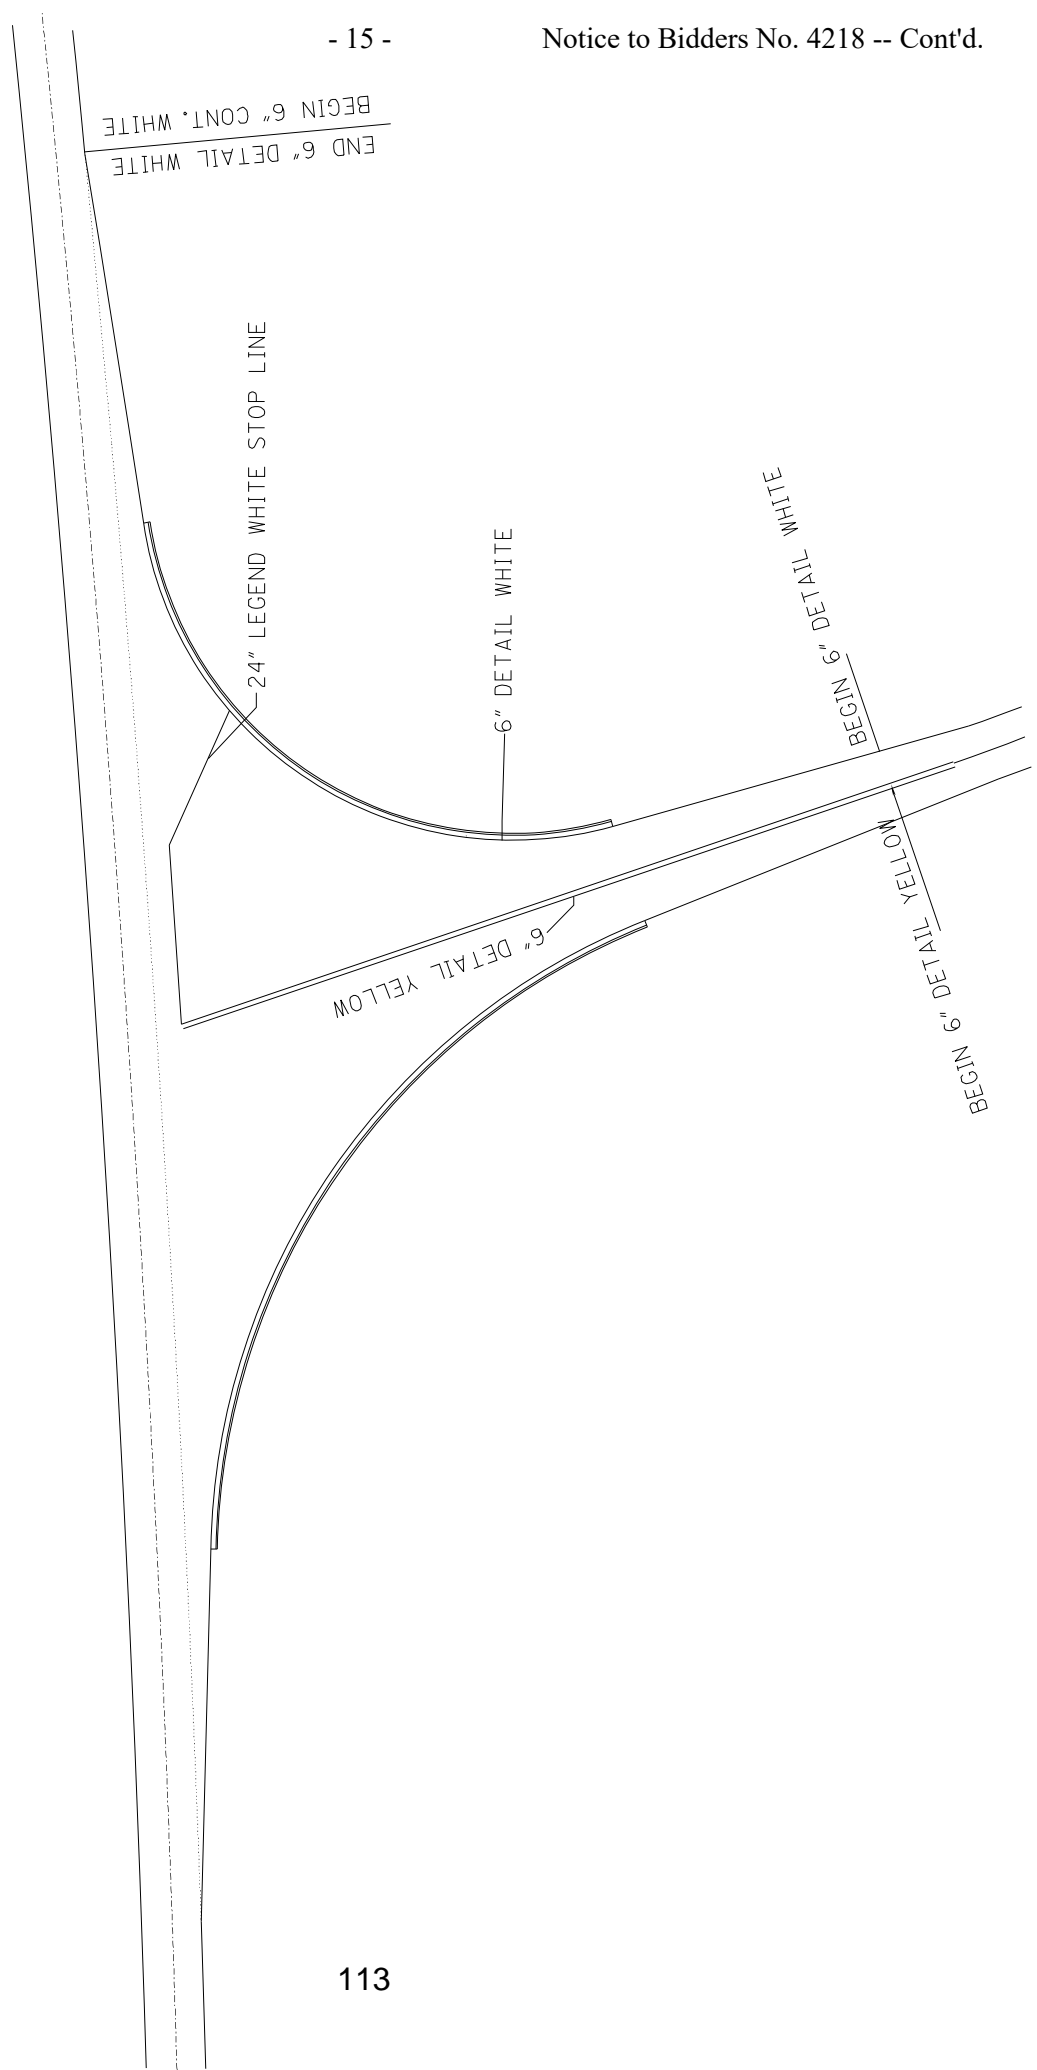 - 15 - Notice to Bidders No. 4218 -- Cont'd.
BEGIN 6" CONT. WHITE
END 6" DETAIL WHITE
24" LEGEND WHITE STOP LINE
6" DETAIL WHITE
BEGIN 6" DETAIL WHITE
6" DETAIL YELLOW
BEGIN 6" DETAIL YELLOW
113